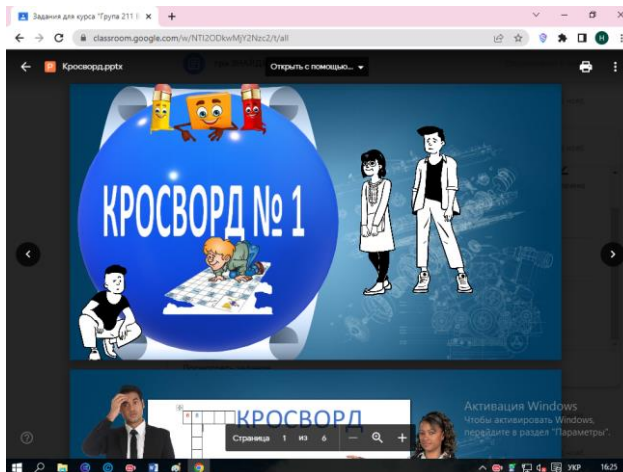 Задания для курса "Група 211
classroom.google.com/w/NTI2ODkwMjY2Nzc2/t/all
Кросворд.pptx
Открыть с помощью...
КРОСВОРД № 1
КРОСВОРД
Страница 1 из 6
Активация Windows
Чтобы активировать Windows,
перейдите в раздел "Параметры".
УКР 16:25